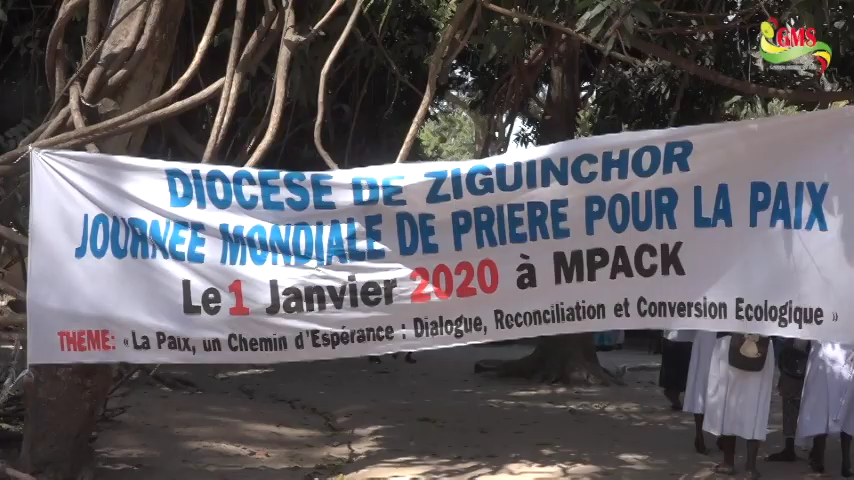 GMS
DIOCESE DE ZIGUINCHOR
JOURNEE MONDIALE DE PRIERE POUR LA PAIX
Le 1 Janvier 2020 à MPACK
THEME: « La Paix, un Chemin d'Espérance : Dialogue, Reconciliation et Conversion Ecologique »